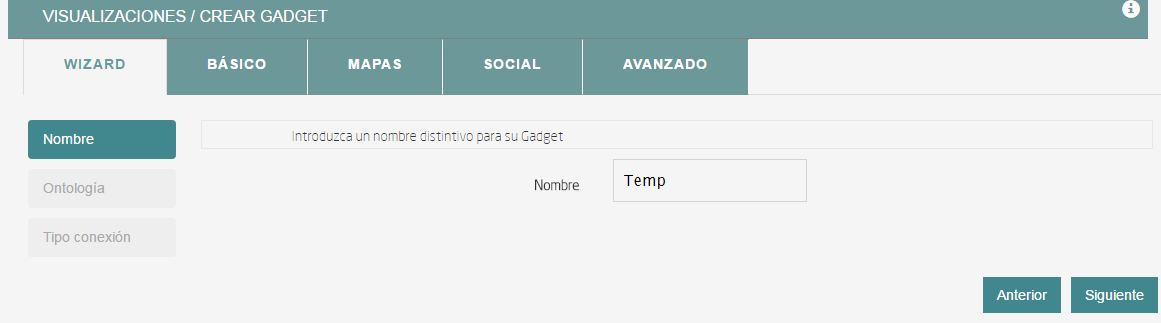 VISUALIZACIONES / CREAR GADGET
WIZARD BÁSICO MAPAS SOCIAL AVANZADO
Nombre
Introduzca un nombre distintivo para su Gadget
Nombre Temp
Ontología
Tipo conexión
Anterior Siguiente